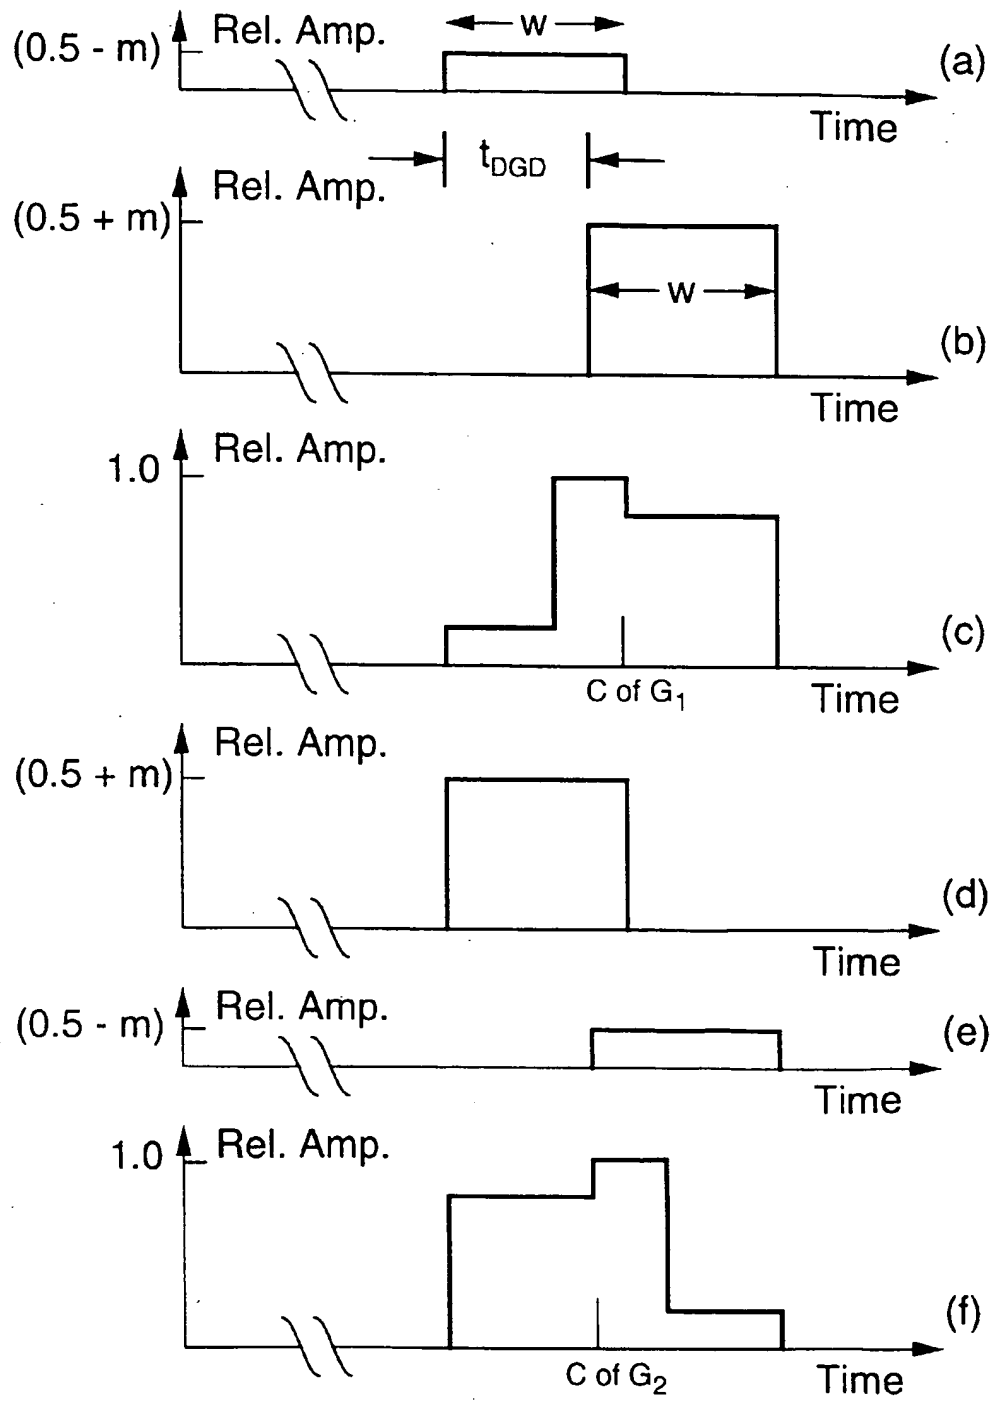 Rel. Amp.
w
(0.5 - m)
(a)
Time
t_DGD
Rel. Amp.
(0.5 + m)
w
(b)
Time
Rel. Amp.
1.0
(c)
C of G₁
Time
Rel. Amp.
(0.5 + m)
(d)
Time
Rel. Amp.
(0.5 - m)
(e)
Time
Rel. Amp.
1.0
(f)
C of G₂
Time